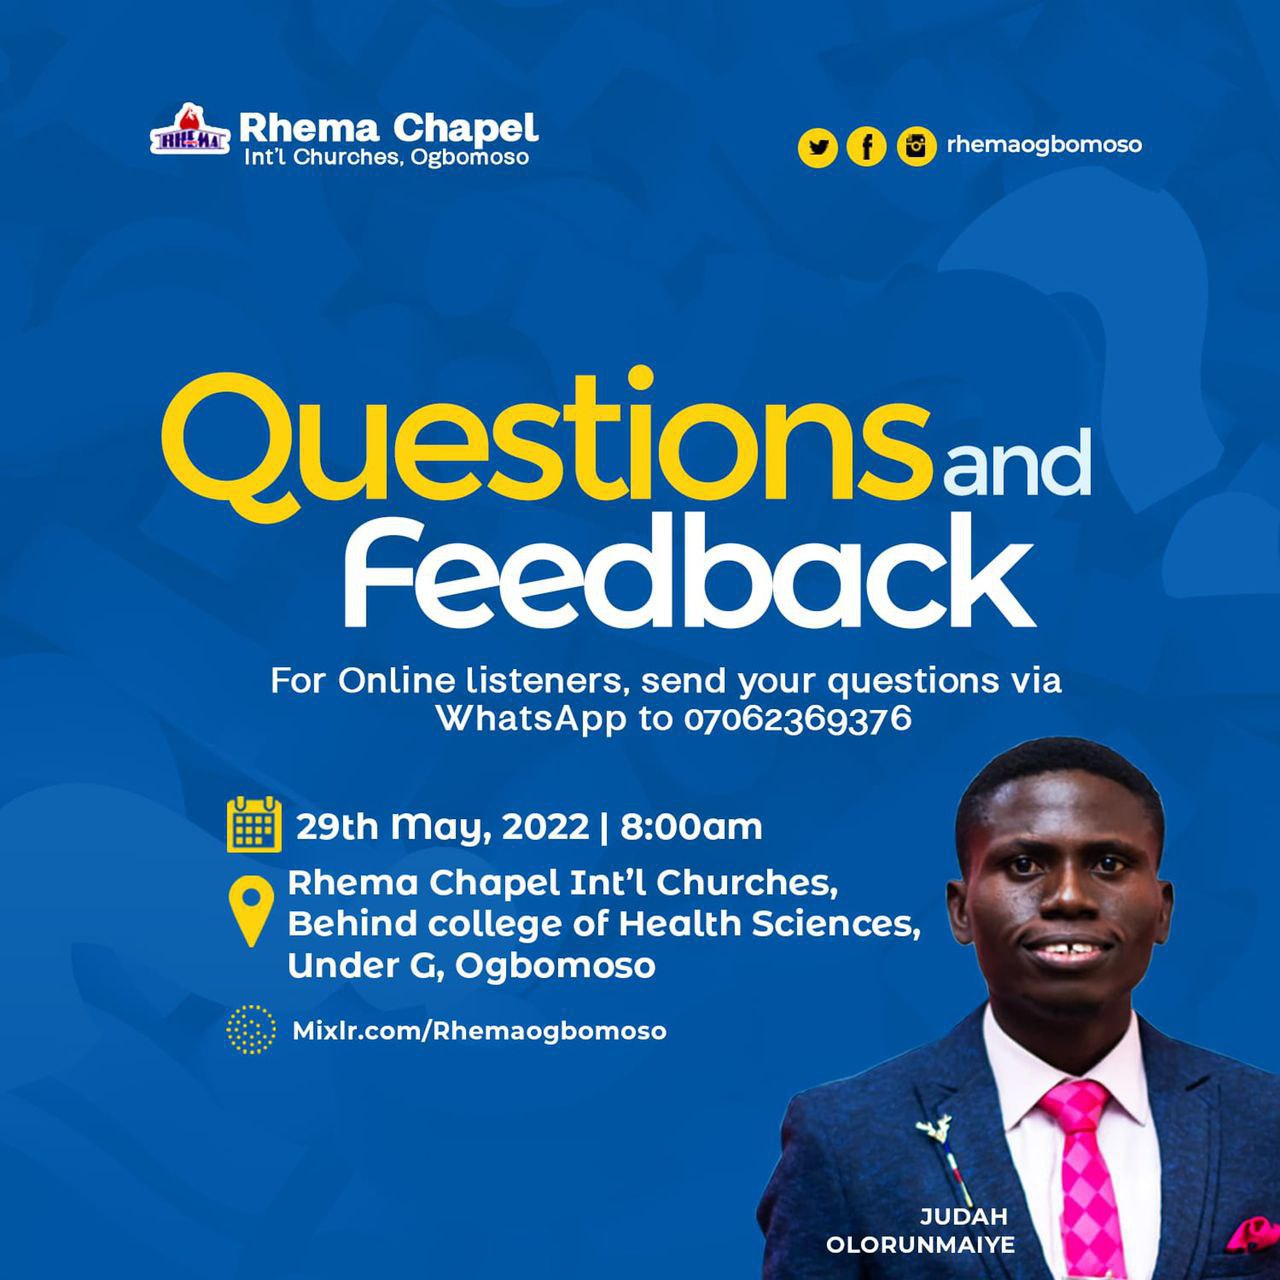 RHEMA
Rhema Chapel
Int'l Churches, Ogbomoso
rhemaogbomoso
Questions and
Feedback
For Online listeners, send your questions via
WhatsApp to 07062369376
29th May, 2022 | 8:00am
Rhema Chapel Int'l Churches,
Behind college of Health Sciences,
Under G, Ogbomoso
Mixlr.com/Rhemaogbomoso
JUDAH
OLORUNMAIYE